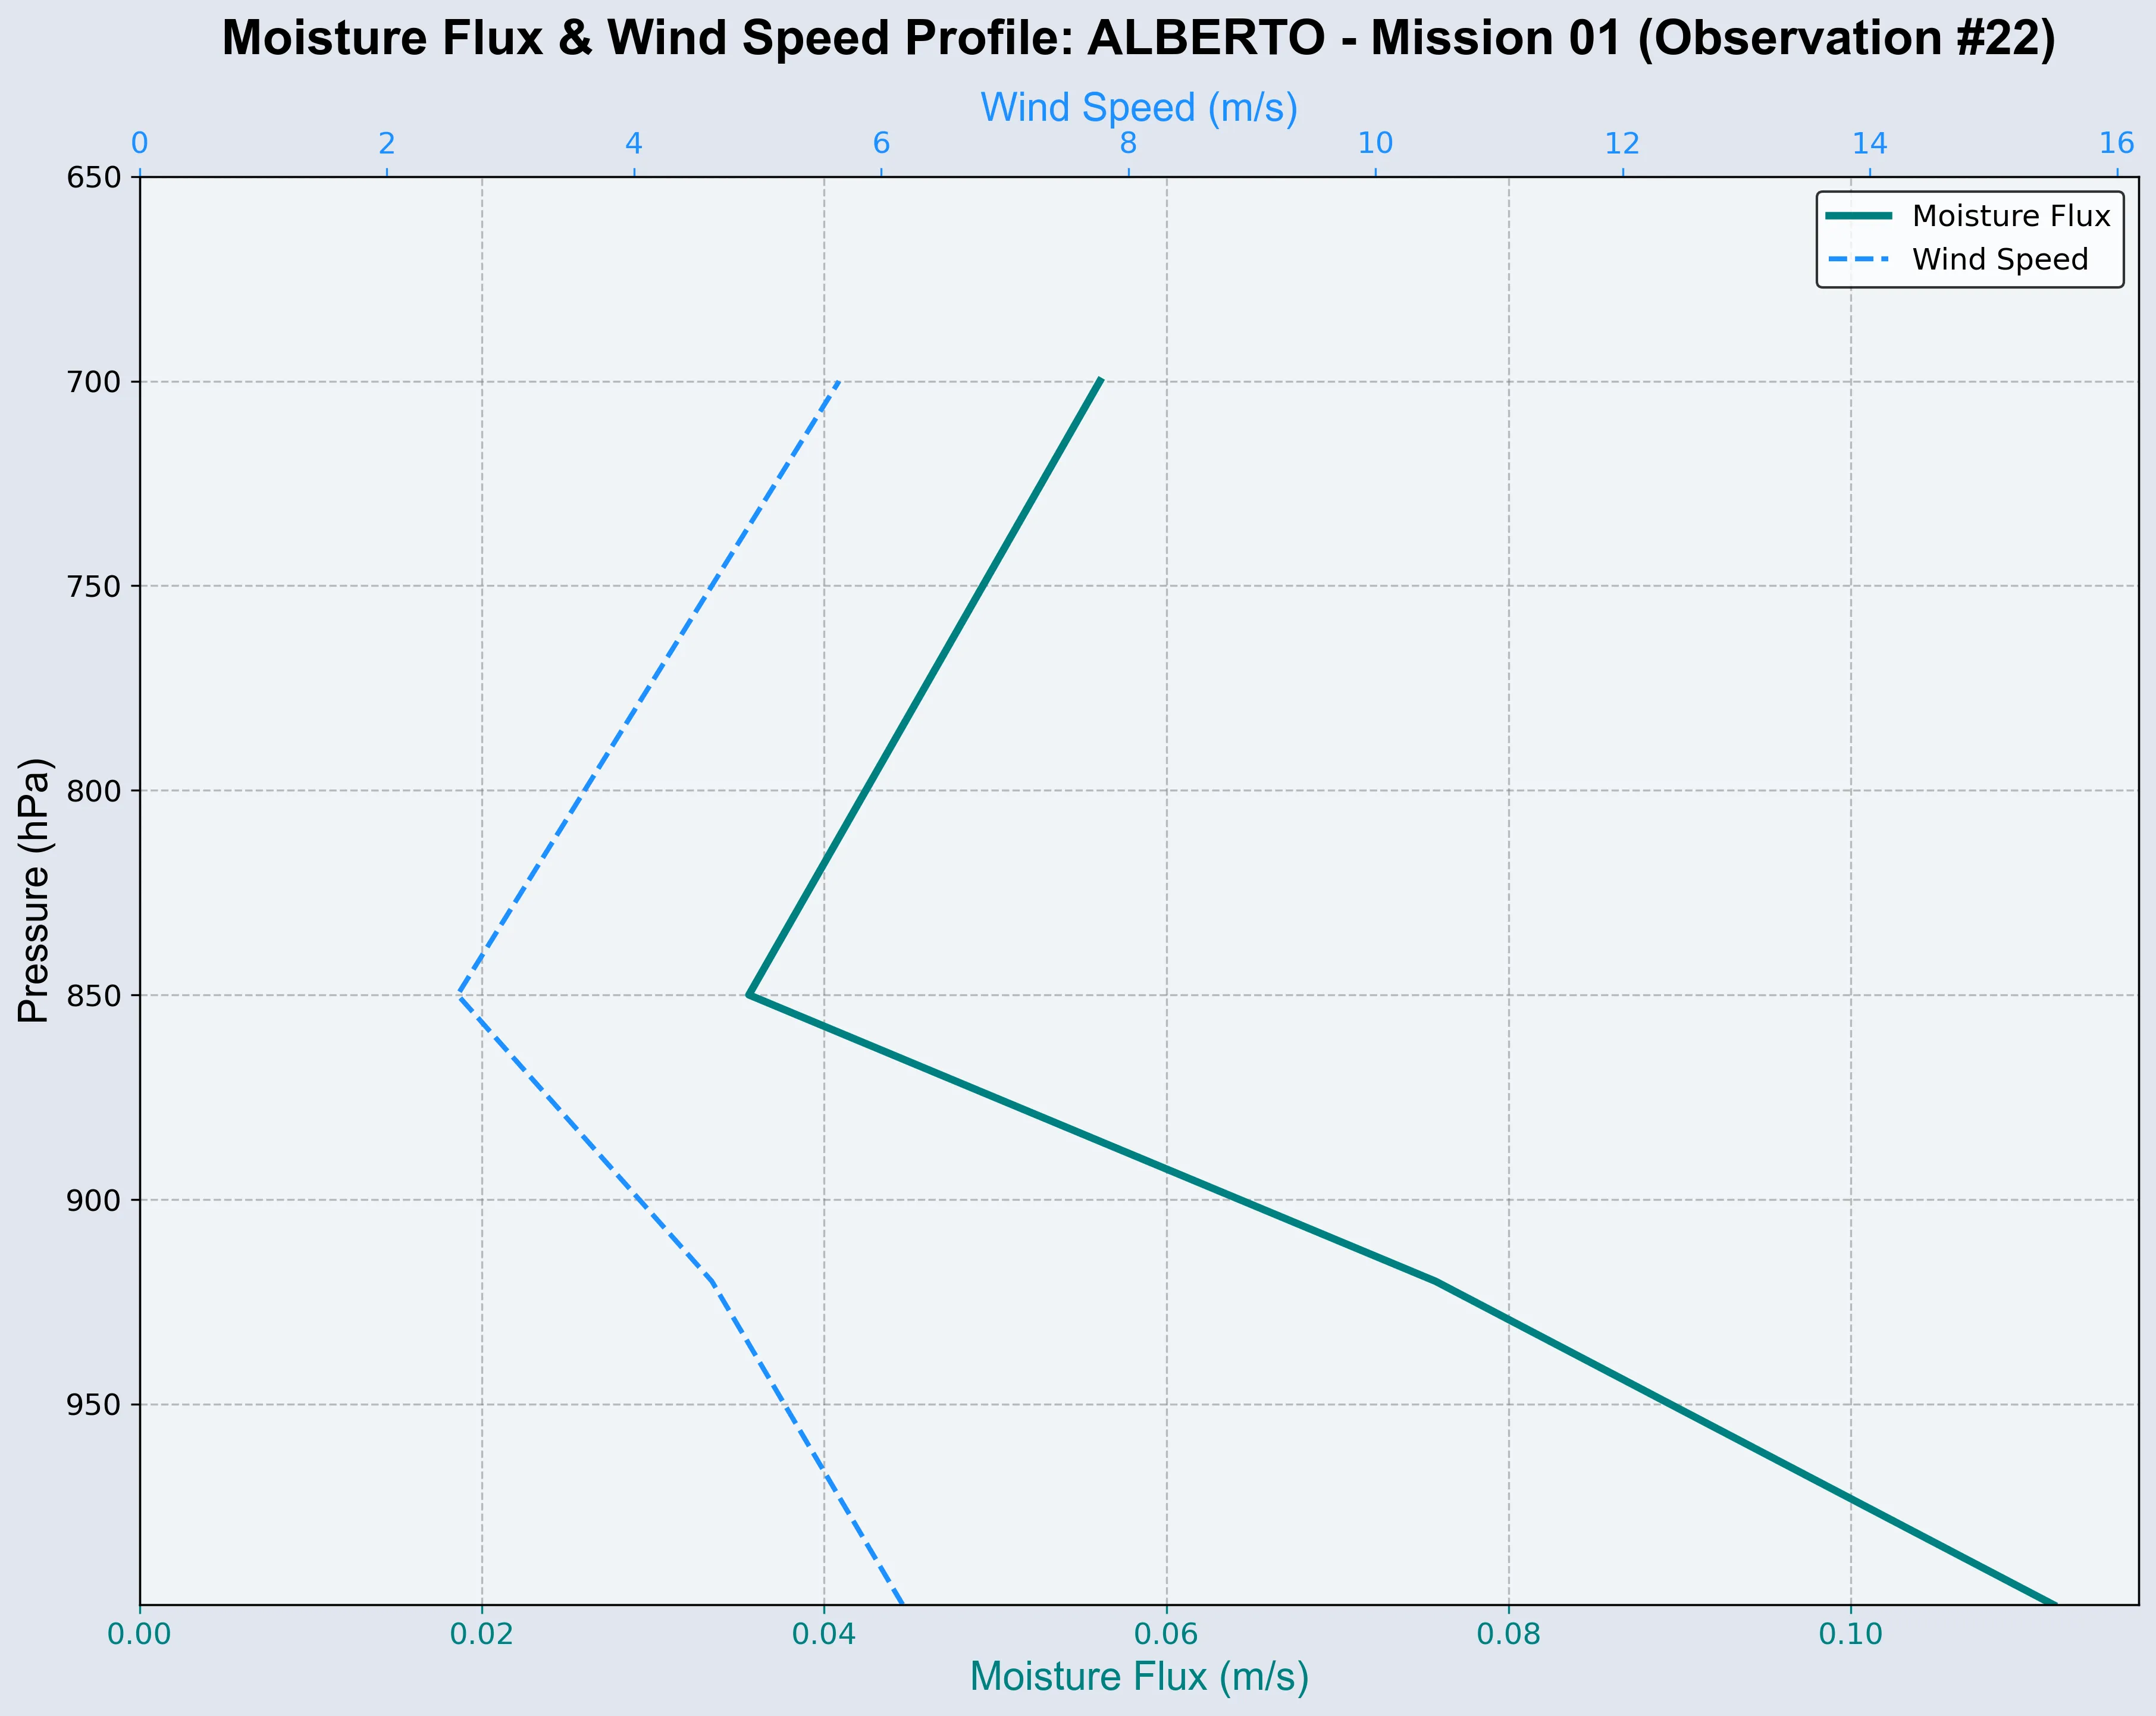 Moisture Flux & Wind Speed Profile: ALBERTO - Mission 01 (Observation #22)
Wind Speed (m/s)
0 2 4 6 8 10 12 14 16
Moisture Flux
Wind Speed
Pressure (hPa)
650
700
750
800
850
900
950
0.00 0.02 0.04 0.06 0.08 0.10
Moisture Flux (m/s)